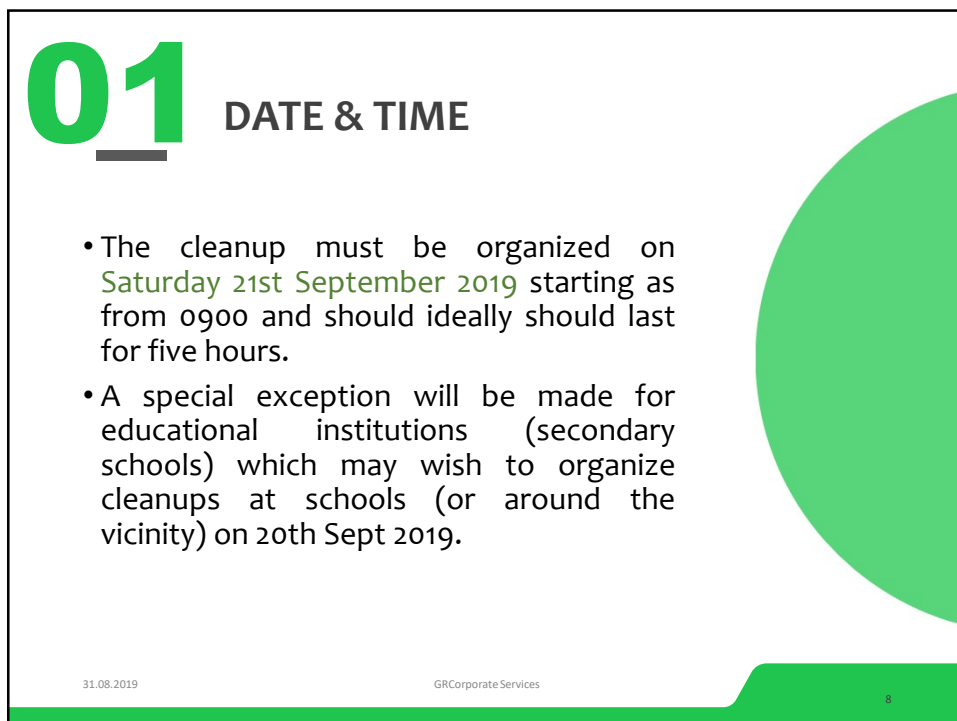 01
DATE & TIME
• The cleanup must be organized on
Saturday 21st September 2019 starting as
from 0900 and should ideally should last
for five hours.
• A special exception will be made for
educational institutions (secondary
schools) which may wish to organize
cleanups at schools (or around the
vicinity) on 20th Sept 2019.
31.08.2019
GRCorporate Services
8